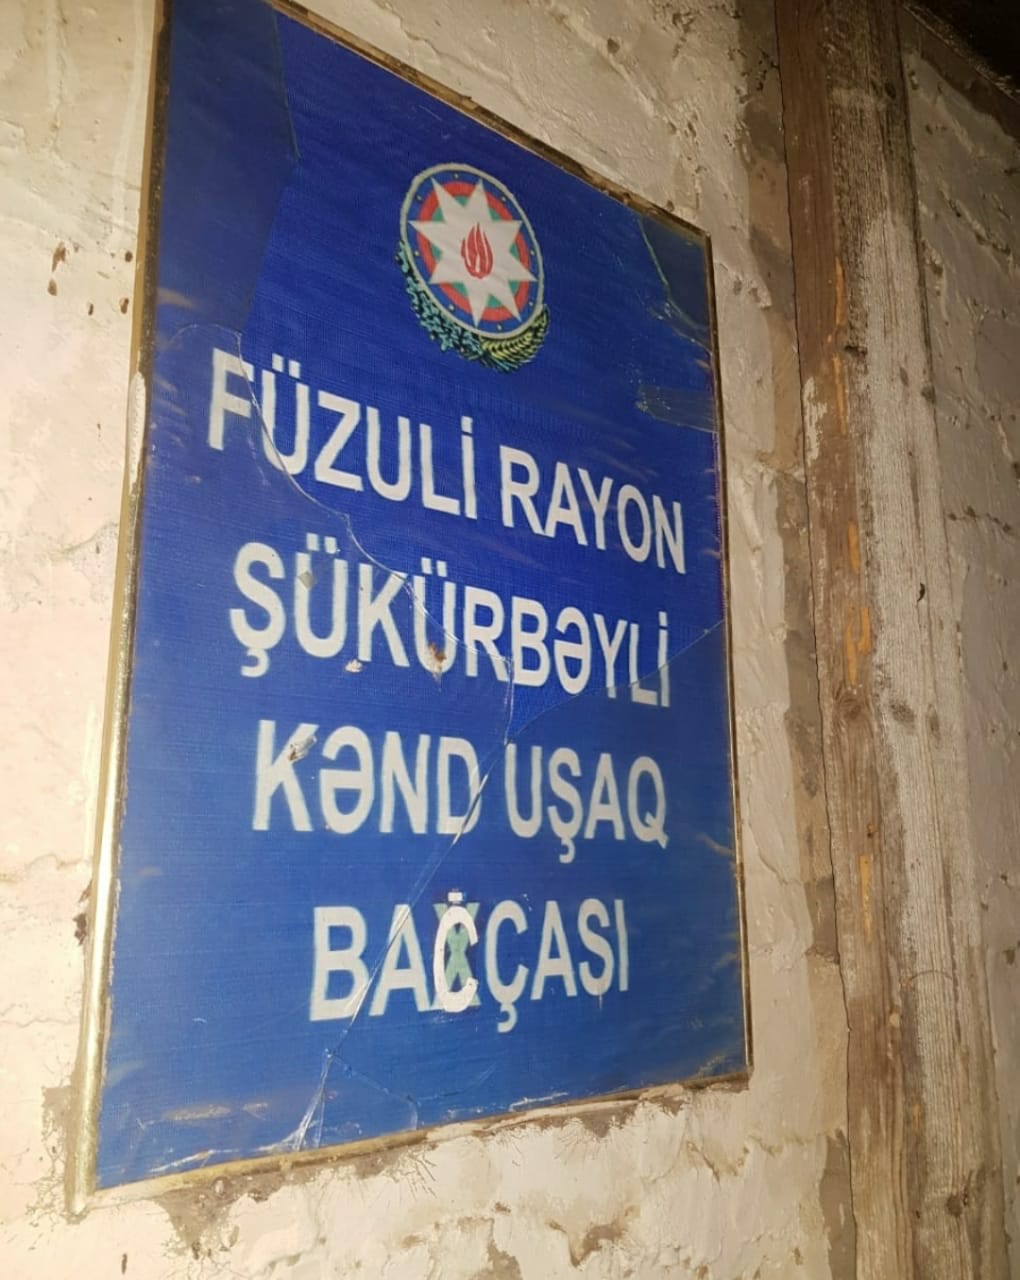 FÜZULİ RAYON
ŞÜKÜRBƏYLİ
KƏND UŞAQ
BAĞÇASI